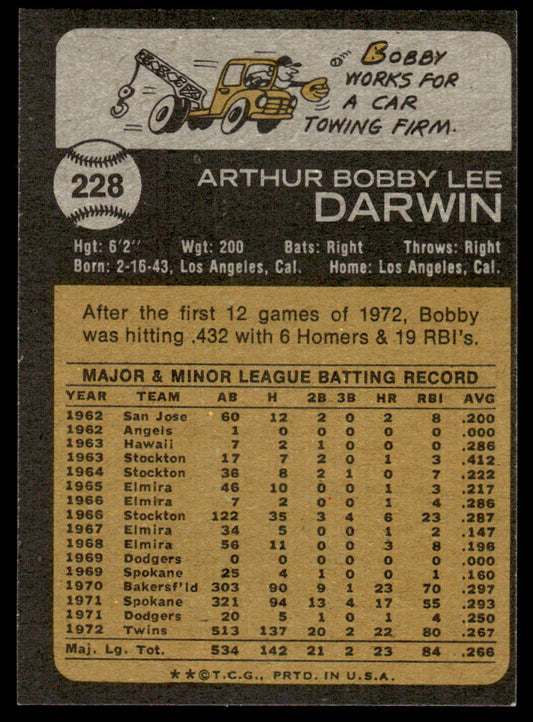 BOBBY
WORKS FOR
A CAR
TOWING FIRM.
228
ARTHUR BOBBY LEE
DARWIN
Hgt: 6'2" Wgt: 200 Bats: Right Throws: Right
Born: 2-16-43, Los Angeles, Cal. Home: Los Angeles, Cal.
After the first 12 games of 1972, Bobby
was hitting .432 with 6 Homers & 19 RBI's.
MAJOR & MINOR LEAGUE BATTING RECORD
YEAR TEAM AB H 2B 3B HR RBI AVG
1962 San Jose 60 12 2 0 2 8 .200
1962 Angels 1 0 0 0 0 0 .000
1963 Hawaii 7 2 1 0 0 0 .286
1963 Stockton 17 7 2 0 1 3 .412
1964 Stockton 36 8 2 1 0 7 .222
1965 Elmira 46 10 0 0 1 3 .217
1966 Elmira 7 2 0 0 1 4 .286
1966 Stockton 122 35 3 4 6 23 .287
1967 Elmira 34 5 0 0 1 2 .147
1968 Elmira 56 11 0 0 3 8 .196
1969 Dodgers 0 0 0 0 0 0 .000
1969 Spokane 25 4 1 0 0 1 .160
1970 Bakersf'ld 303 90 9 1 23 70 .297
1971 Spokane 321 94 13 4 17 55 .293
1971 Dodgers 20 5 1 0 1 4 .250
1972 Twins 513 137 20 2 22 80 .267
Maj. Lg. Tot. 534 142 21 2 23 84 .266
**©T.C.G., PRTD. IN U.S.A.